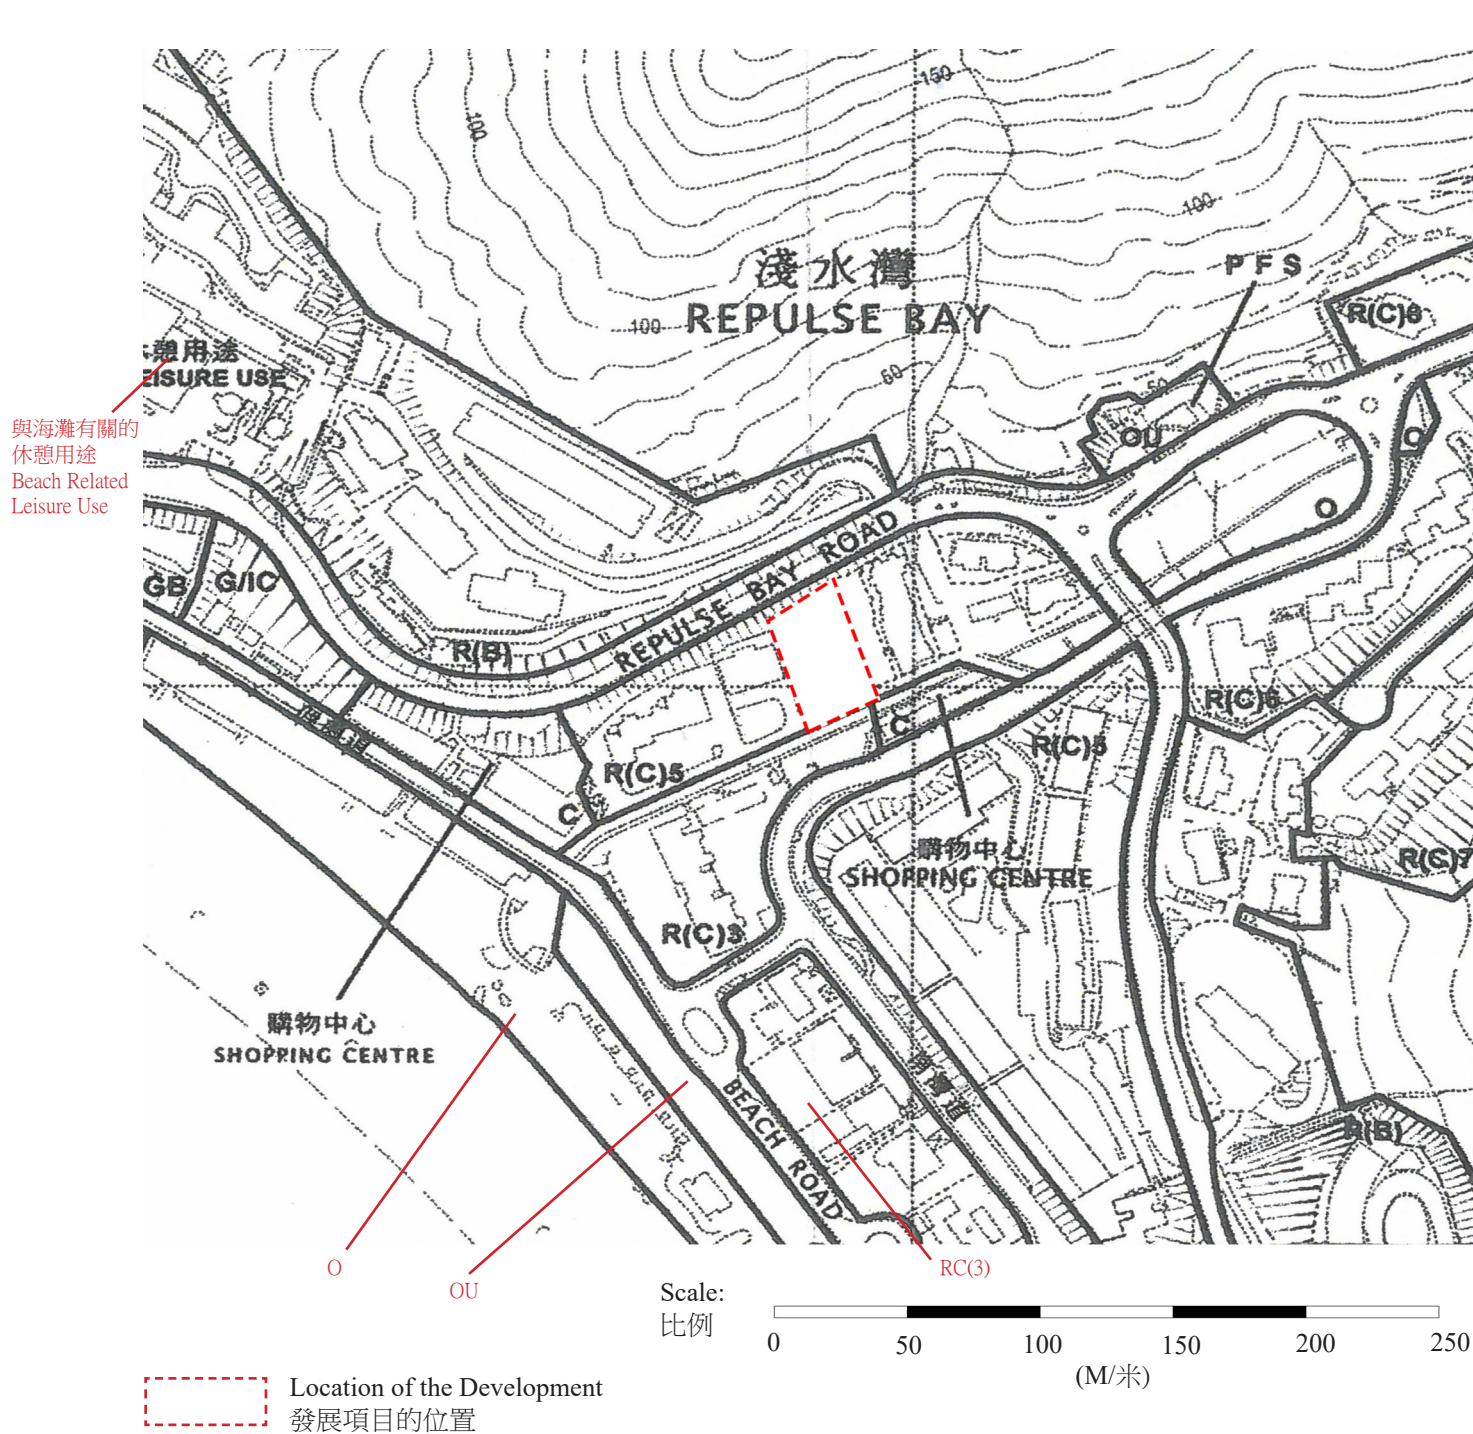 150
100
100
淺水灣
REPULSE BAY
100
60
50
P F S
R(C)6
OU
O
O
憩用途
EISURE USE
與海灘有關的
休憩用途
Beach Related
Leisure Use
REPULSE BAY ROAD
GB
G/IC
R(B)
R(C)5
C
C
R(C)5
R(C)6
R(C)7
購物中心
SHOPPING CENTRE
R(C)3
購物中心
SHOPPING CENTRE
BEACH ROAD
R(B)
O
OU
RC(3)
Scale:
比例
0 50 100 150 200 250
(M/米)
Location of the Development
發展項目的位置